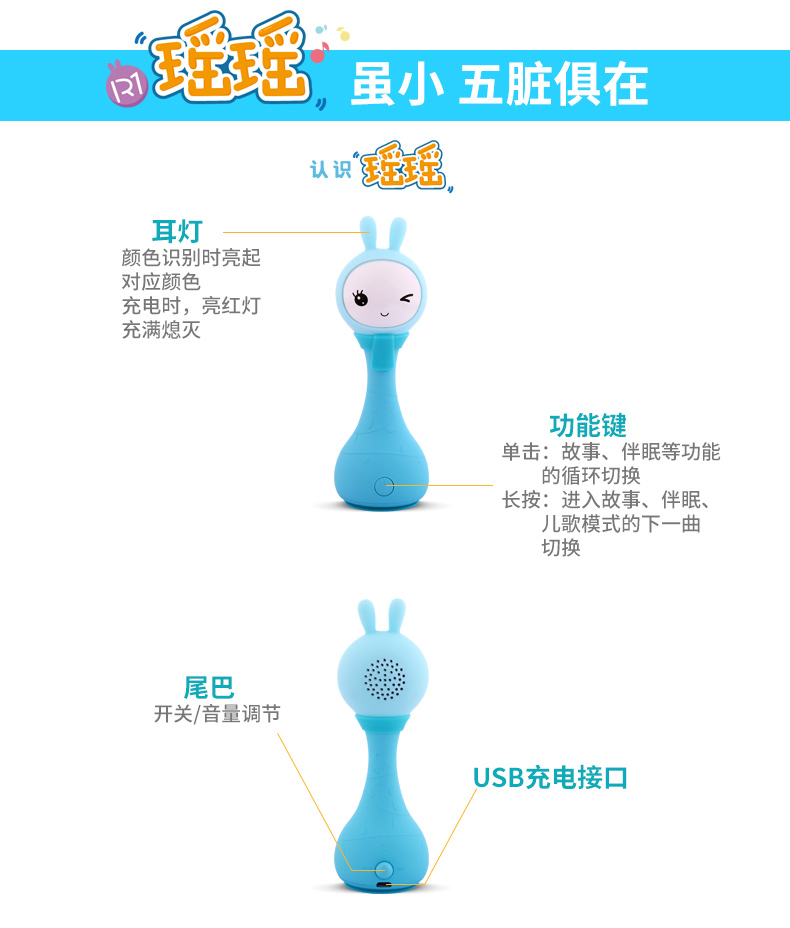 R1 瑶瑶 虽小 五脏俱在
认识 瑶瑶
耳灯
颜色识别时亮起
对应颜色
充电时，亮红灯
充满熄灭
功能键
单击：故事、伴眠等功能
的循环切换
长按：进入故事、伴眠、
儿歌模式的下一曲
切换
尾巴
开关/音量调节
USB充电接口